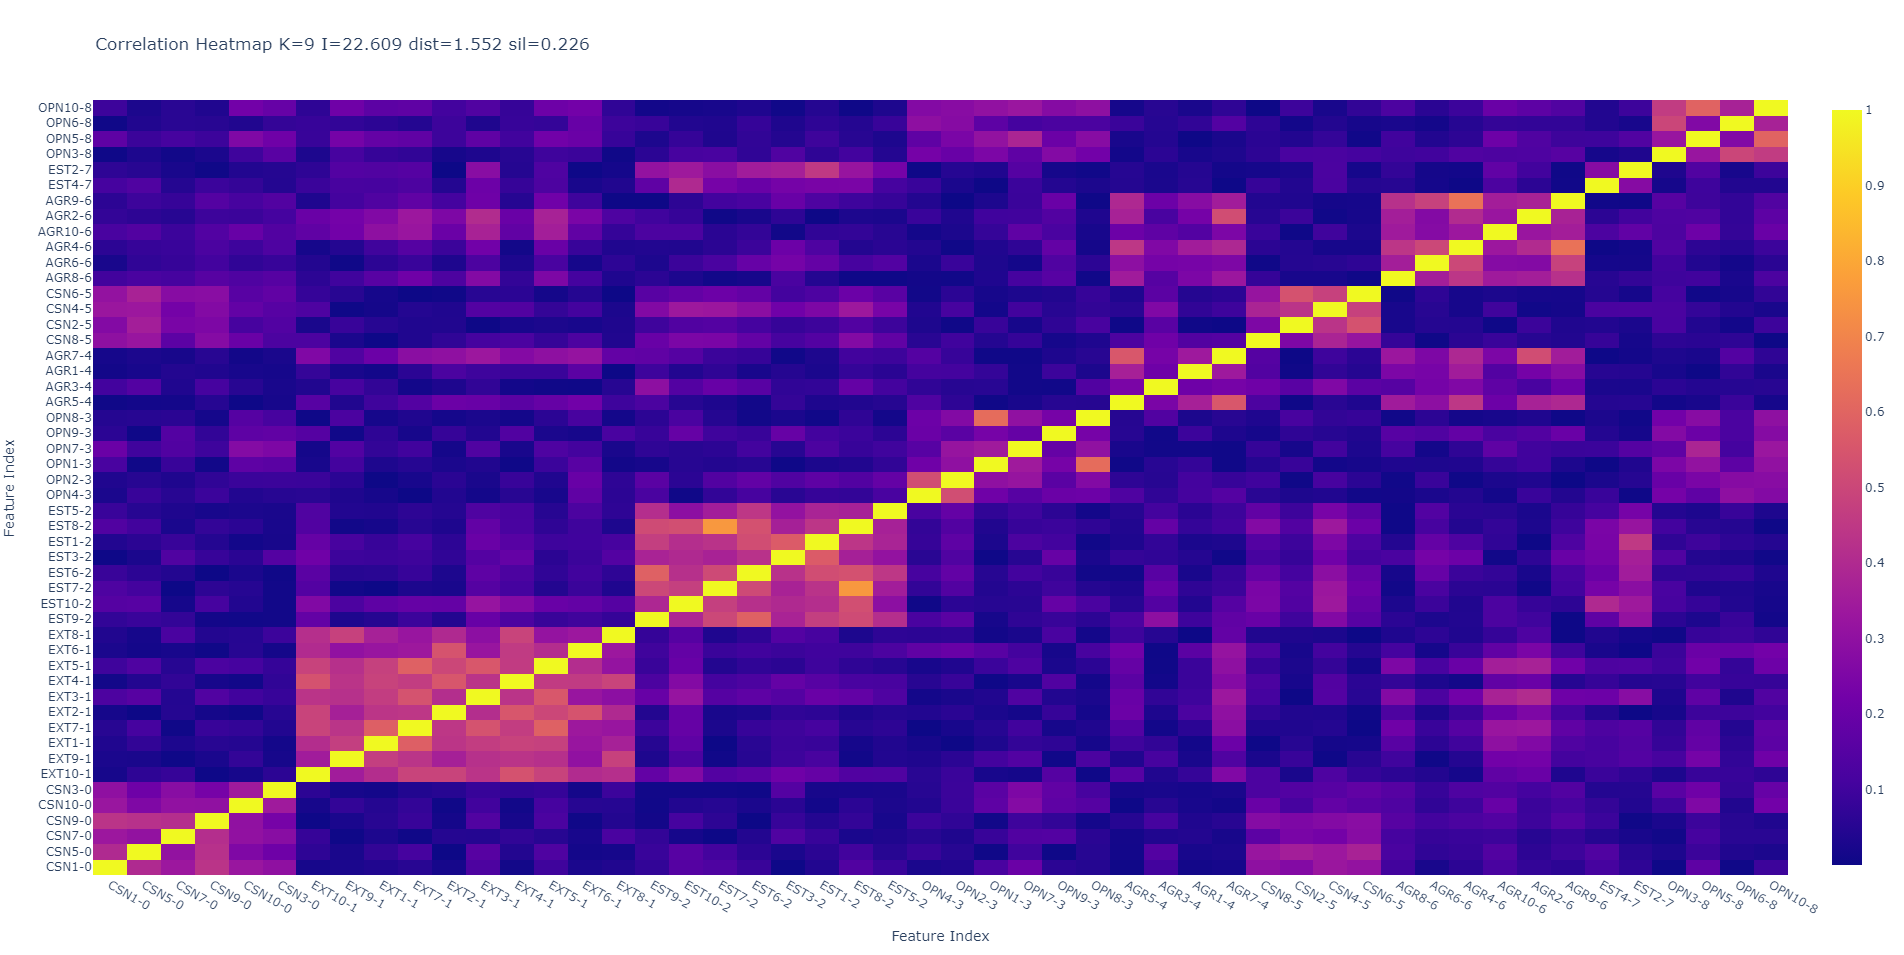 Correlation Heatmap K=9 I=22.609 dist=1.552 sil=0.226
Feature Index
OPN10-8
OPN6-8
OPN5-8
OPN3-8
EST2-7
EST4-7
AGR9-6
AGR2-6
AGR10-6
AGR4-6
AGR6-6
AGR8-6
CSN6-5
CSN4-5
CSN2-5
CSN8-5
AGR7-4
AGR1-4
AGR3-4
AGR5-4
OPN8-3
OPN9-3
OPN7-3
OPN1-3
OPN2-3
OPN4-3
EST5-2
EST8-2
EST1-2
EST3-2
EST6-2
EST7-2
EST10-2
EST9-2
EXT8-1
EXT6-1
EXT5-1
EXT4-1
EXT3-1
EXT2-1
EXT7-1
EXT1-1
EXT9-1
EXT10-1
CSN3-0
CSN10-0
CSN9-0
CSN7-0
CSN5-0
CSN1-0
CSN1-0
CSN5-0
CSN7-0
CSN9-0
CSN10-0
CSN3-0
EXT10-1
EXT9-1
EXT1-1
EXT7-1
EXT2-1
EXT3-1
EXT4-1
EXT5-1
EXT6-1
EXT8-1
EST9-2
EST10-2
EST7-2
EST6-2
EST3-2
EST1-2
EST8-2
EST5-2
OPN4-3
OPN2-3
OPN1-3
OPN7-3
OPN9-3
OPN8-3
AGR5-4
AGR3-4
AGR1-4
AGR7-4
CSN8-5
CSN2-5
CSN4-5
CSN6-5
AGR8-6
AGR6-6
AGR4-6
AGR10-6
AGR2-6
AGR9-6
EST4-7
EST2-7
OPN3-8
OPN5-8
OPN6-8
OPN10-8
Feature Index
1
0.9
0.8
0.7
0.6
0.5
0.4
0.3
0.2
0.1